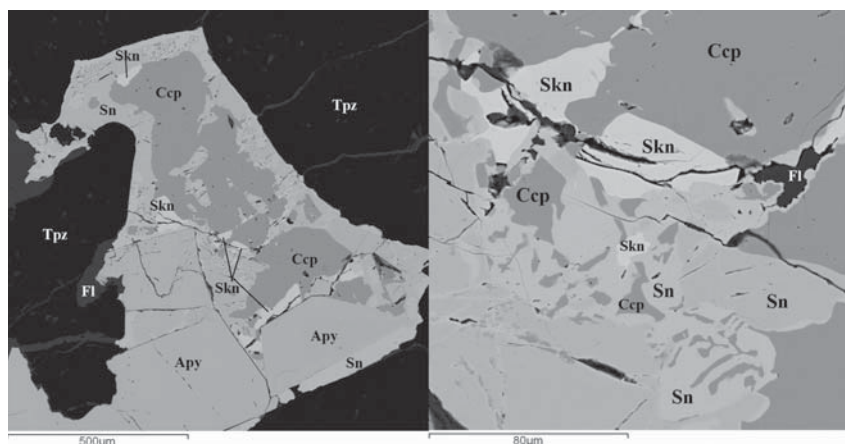 Skn
Ccp
Sn
Tpz
Skn
Tpz
Ccp
Fl
Skn
Apy
Apy
Sn
500μm
Ccp
Skn
Skn
Fl
Ccp
Skn
Sn
Sn
Ccp
Sn
80μm